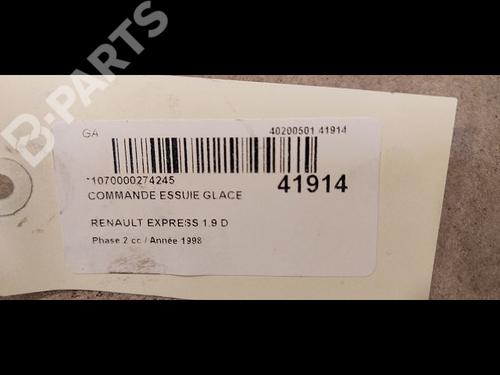 B-PARTS
GA
40200501 41914
*1070000274245
41914
COMMANDE ESSUIE GLACE
RENAULT EXPRESS 1.9 D
Phase 2 cc / Année 1998